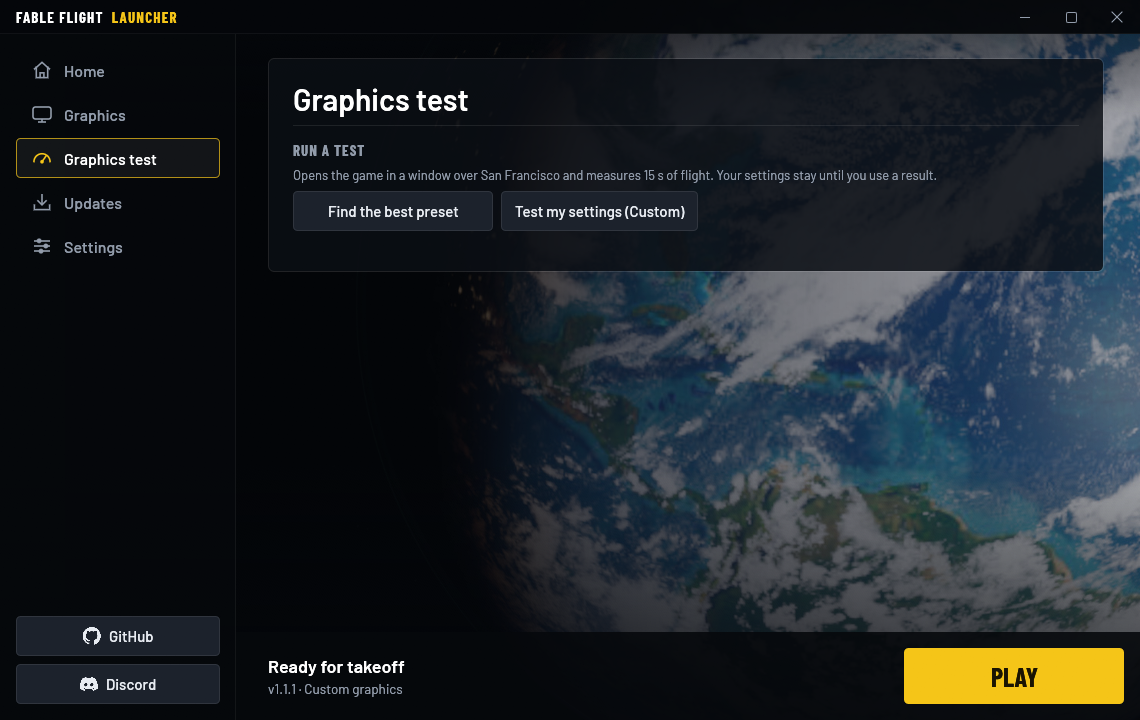 FABLE FLIGHT LAUNCHER
Home
Graphics
Graphics test
Updates
Settings
GitHub
Discord
Graphics test
RUN A TEST
Opens the game in a window over San Francisco and measures 15 s of flight. Your settings stay until you use a result.
Find the best preset
Test my settings (Custom)
Ready for takeoff
v1.1.1 · Custom graphics
PLAY